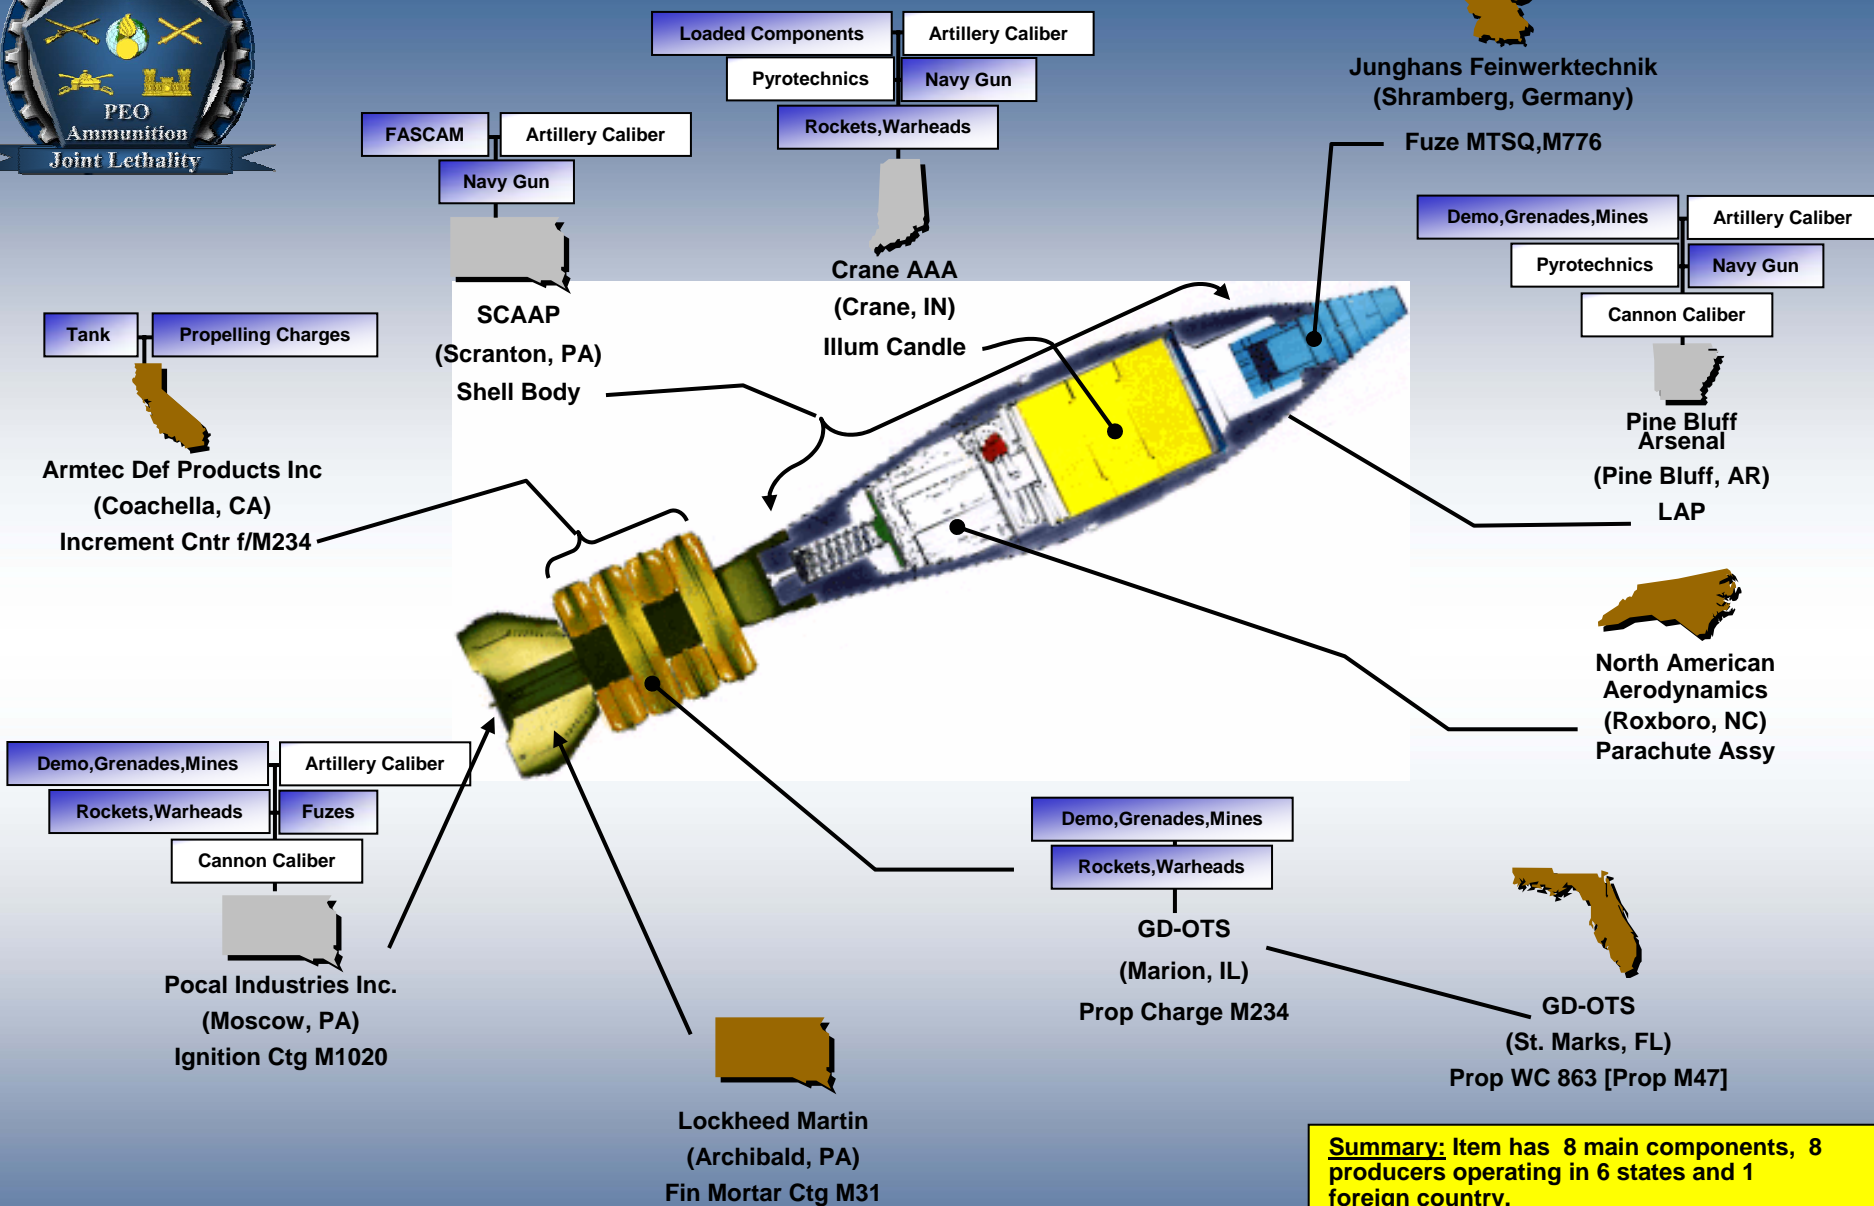 PEO
Ammunition
Joint Lethality
Loaded Components
Artillery Caliber
Pyrotechnics
Navy Gun
Rockets,Warheads
Crane AAA
(Crane, IN)
Illum Candle
Junghans Feinwerktechnik
(Shramberg, Germany)
Fuze MTSQ,M776
FASCAM
Artillery Caliber
Navy Gun
SCAAP
(Scranton, PA)
Shell Body
Demo,Grenades,Mines
Artillery Caliber
Pyrotechnics
Navy Gun
Cannon Caliber
Pine Bluff
Arsenal
(Pine Bluff, AR)
LAP
Tank
Propelling Charges
Armtec Def Products Inc
(Coachella, CA)
Increment Cntr f/M234
North American
Aerodynamics
(Roxboro, NC)
Parachute Assy
Demo,Grenades,Mines
Artillery Caliber
Rockets,Warheads
Fuzes
Cannon Caliber
Pocal Industries Inc.
(Moscow, PA)
Ignition Ctg M1020
Demo,Grenades,Mines
Rockets,Warheads
GD-OTS
(Marion, IL)
Prop Charge M234
GD-OTS
(St. Marks, FL)
Prop WC 863 [Prop M47]
Lockheed Martin
(Archibald, PA)
Fin Mortar Ctg M31
Summary: Item has 8 main components, 8
producers operating in 6 states and 1
foreign country.